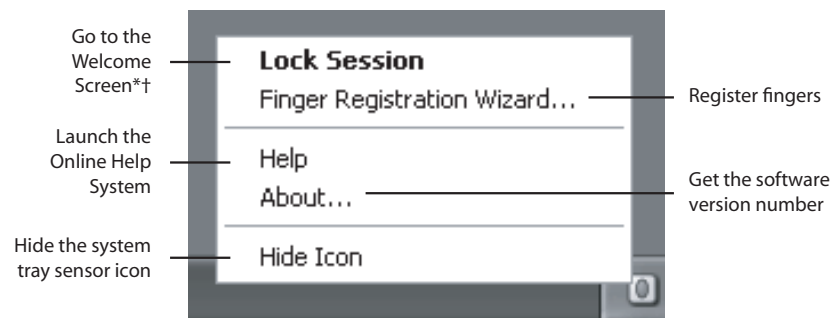 Go to the
Welcome
Screen*†
Lock Session
Finger Registration Wizard...
Register fingers
Launch the
Online Help
System
Help
About...
Get the software
version number
Hide the system
tray sensor icon
Hide Icon